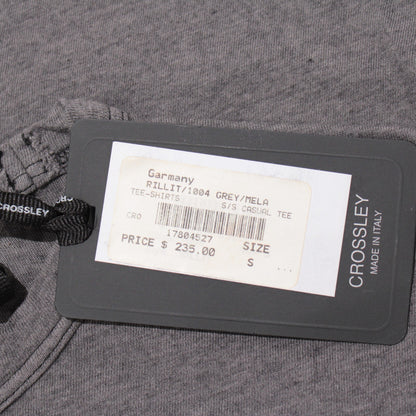 Garmany
RILLIT/1004 GREY/MELA
TEE-SHIRTS S/S CASUAL TEE
CRO
17804527
PRICE $ 235.00 SIZE
S ...
CROSSLEY
MADE IN ITALY
CROSSLEY